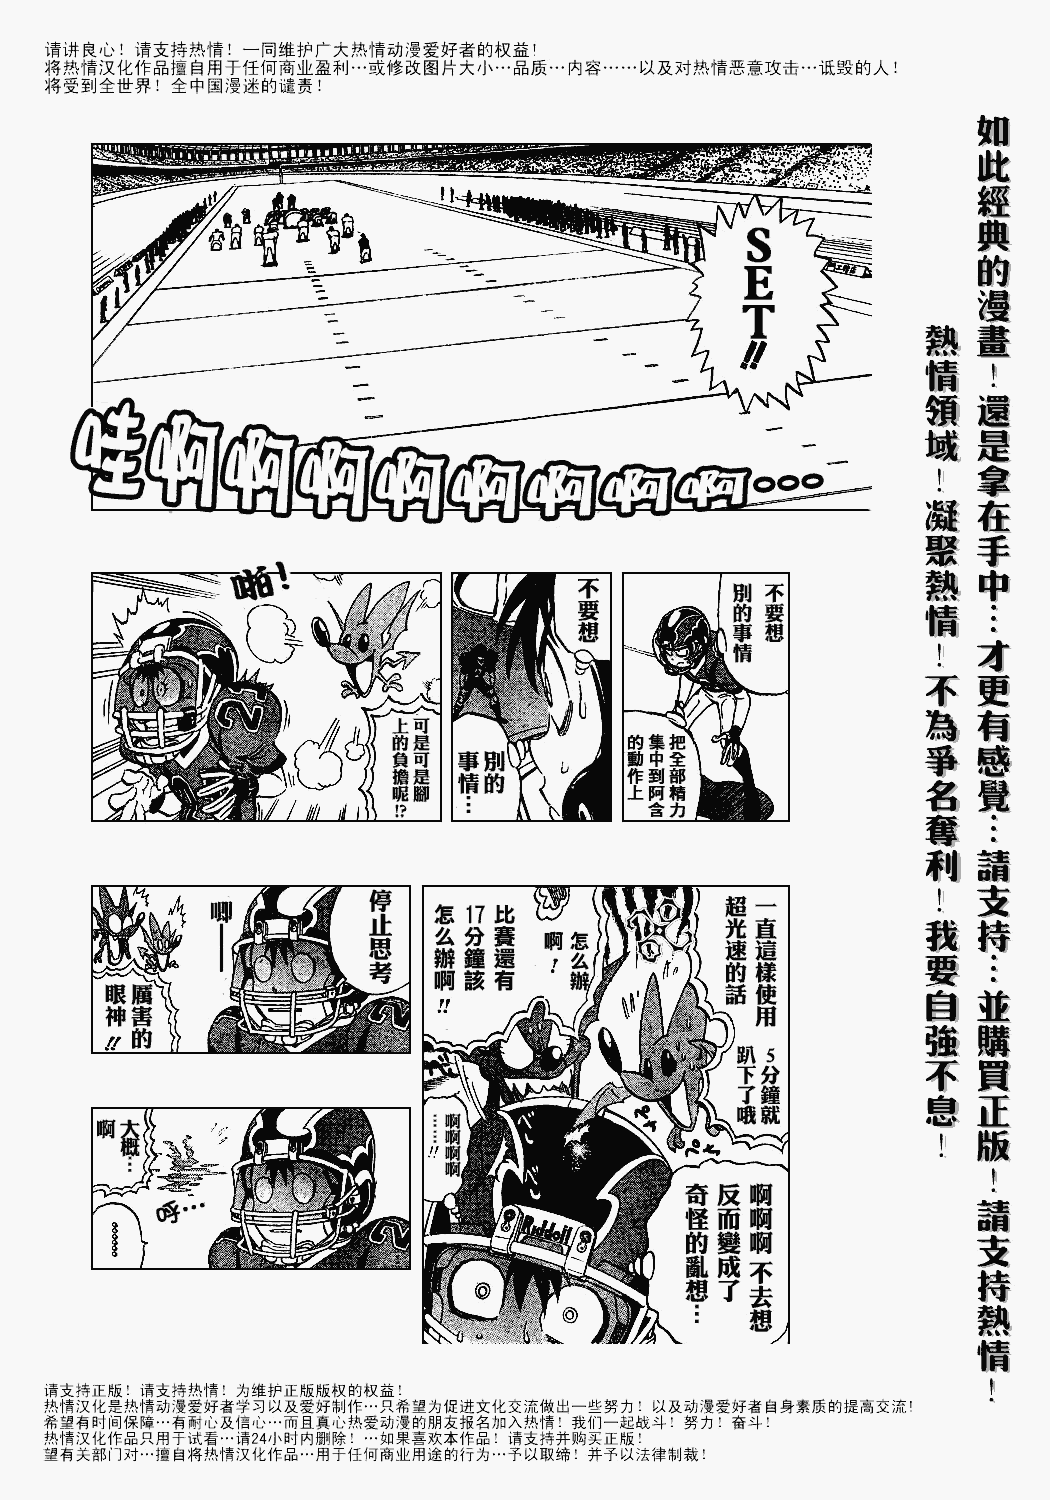 请讲良心！请支持热情！一同维护广大热情动漫爱好者的权益！
将热情汉化作品擅自用于任何商业盈利…或修改图片大小…品质…内容……以及对热情恶意攻击…诋毁的人！
将受到全世界！全中国漫迷的谴责！
如此經典的漫畫！還是拿在手中…才更有感覺…請支持…並購買正版！請支持熱情！
熱情領域！凝聚熱情！不為爭名奪利！我要自強不息！
SET!!
哇啊啊啊啊啊啊啊啊…
不要想
別的事情
把全部精力
集中到阿含
的動作上
不要想
別的
事情…
啪！
可是可是腳
上的負擔呢!?
一直這樣使用
超光速的話
5分鐘就
趴下了哦
怎么辦
啊！
比賽還有
17分鐘該
怎么辦啊!!
啊啊啊啊
……!!
啊啊啊 不去想
反而變成了
奇怪的亂想…
Riddell
停止思考
唧——
厲害的
眼神!!
大概…
啊
……
21
请支持正版！请支持热情！为维护正版版权的权益！
热情汉化是热情动漫爱好者学习以及爱好制作…只希望为促进文化交流做出一些努力！以及动漫爱好者自身素质的提高交流！
希望有时间保障…有耐心及信心…而且真心热爱动漫的朋友报名加入热情！我们一起战斗！努力！奋斗！
热情汉化作品只用于试看…请24小时内删除！…如果喜欢本作品！请支持并购买正版！
望有关部门对…擅自将热情汉化作品…用于任何商业用途的行为…予以取缔！并予以法律制裁！